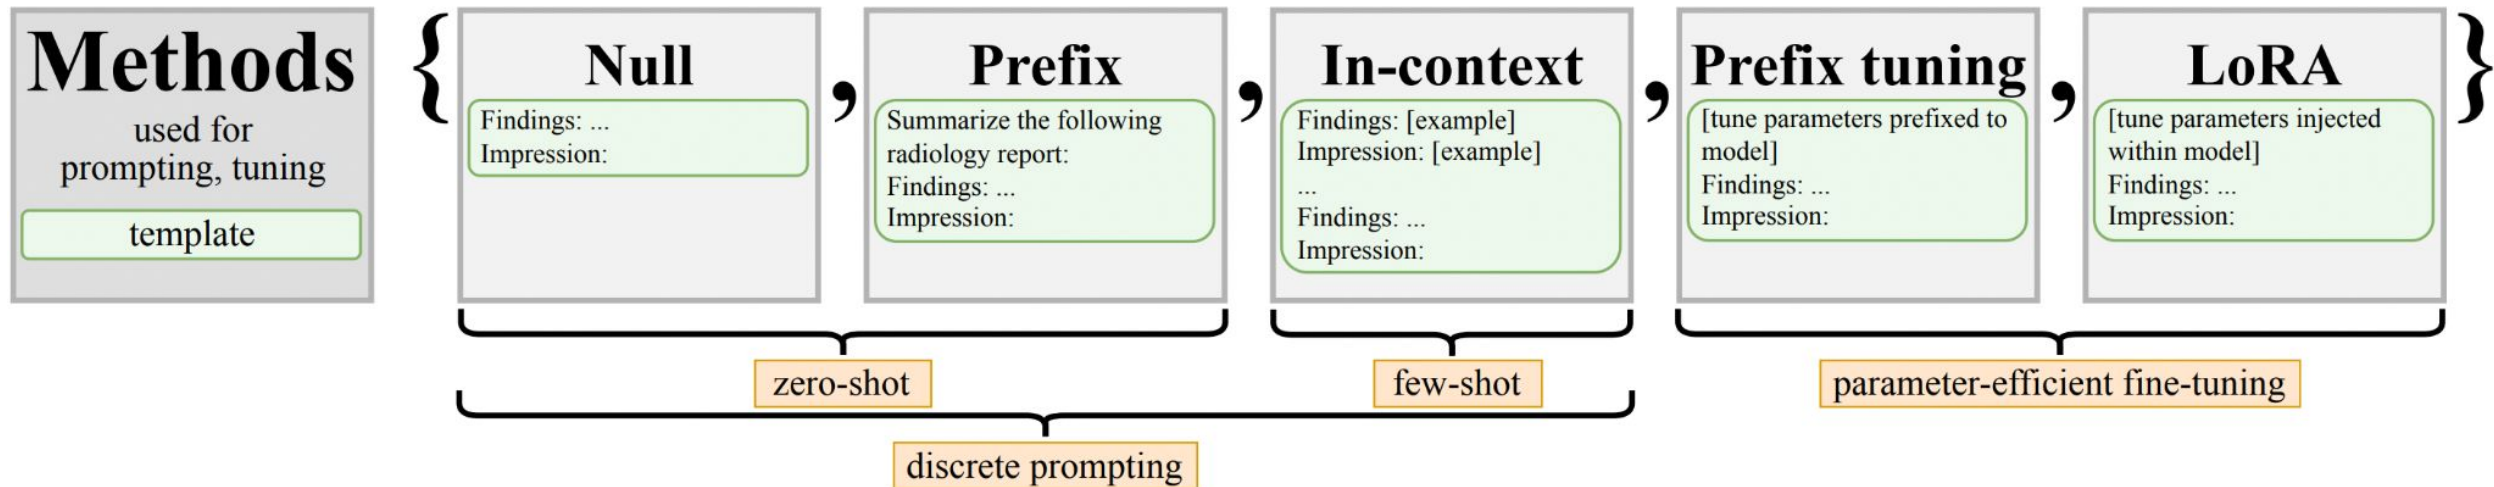 Methods
used for
prompting, tuning
template
{
Null
Findings: ...
Impression:
,
Prefix
Summarize the following
radiology report:
Findings: ...
Impression:
,
In-context
Findings: [example]
Impression: [example]
...
Findings: ...
Impression:
,
Prefix tuning
[tune parameters prefixed to
model]
Findings: ...
Impression:
,
LoRA
[tune parameters injected
within model]
Findings: ...
Impression:
}
zero-shot
few-shot
parameter-efficient fine-tuning
discrete prompting